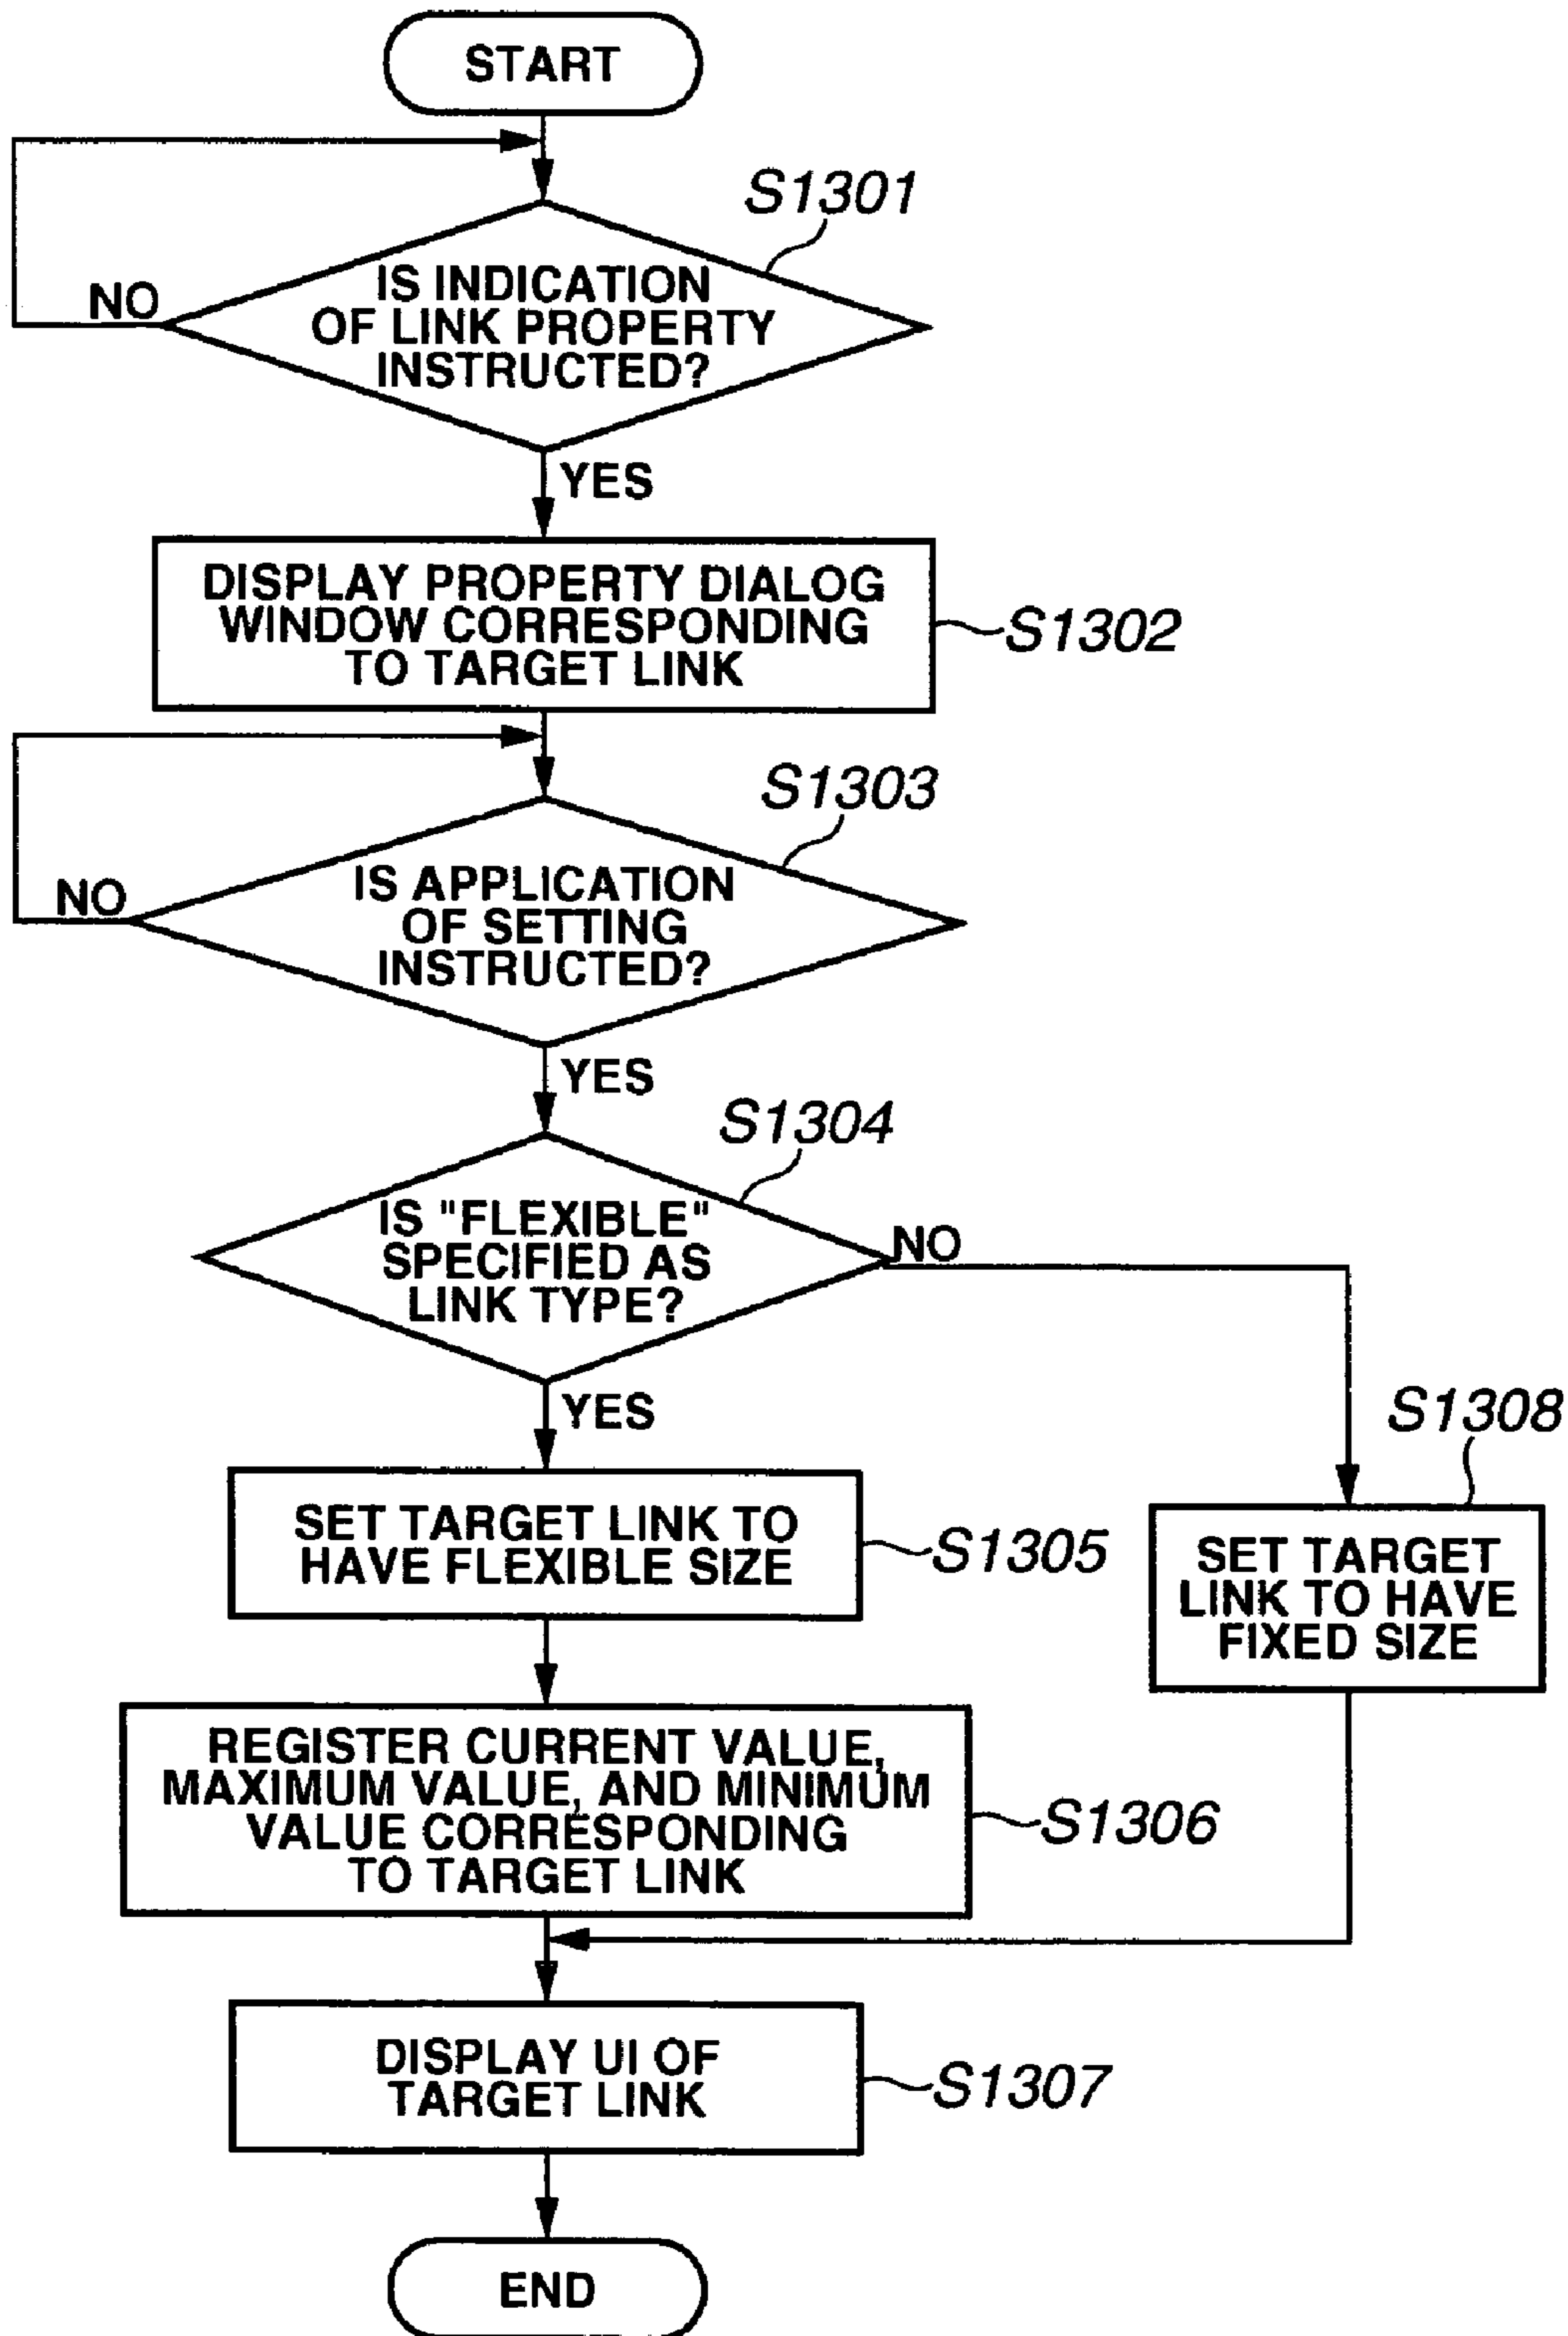 START
S1301
IS INDICATION
OF LINK PROPERTY
INSTRUCTED?
NO
YES
DISPLAY PROPERTY DIALOG
WINDOW CORRESPONDING
TO TARGET LINK
S1302
S1303
IS APPLICATION
OF SETTING
INSTRUCTED?
NO
YES
S1304
IS "FLEXIBLE"
SPECIFIED AS
LINK TYPE?
NO
YES
S1308
SET TARGET LINK TO
HAVE FLEXIBLE SIZE
S1305
SET TARGET
LINK TO HAVE
FIXED SIZE
REGISTER CURRENT VALUE,
MAXIMUM VALUE, AND MINIMUM
VALUE CORRESPONDING
TO TARGET LINK
S1306
DISPLAY UI OF
TARGET LINK
S1307
END